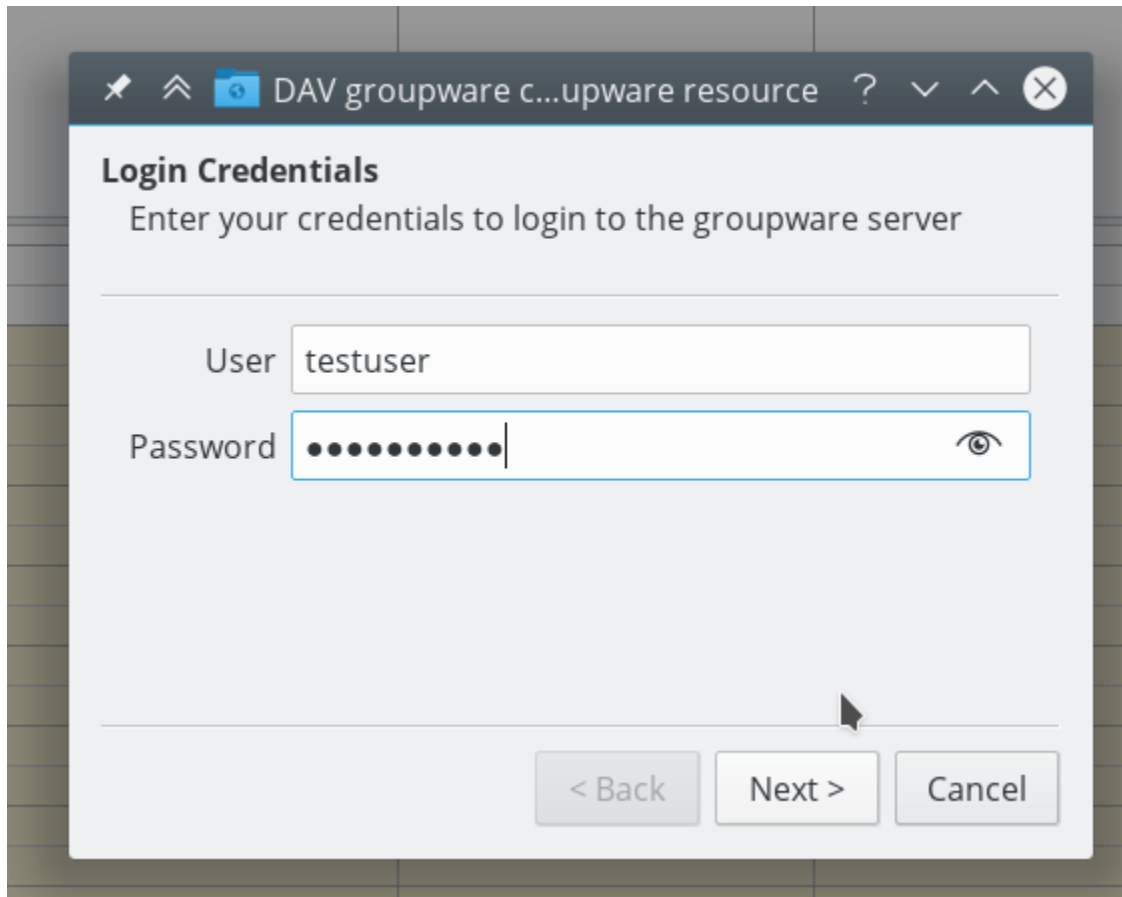 DAV groupware c...upware resource ?
Login Credentials
Enter your credentials to login to the groupware server
User testuser
Password ●●●●●●●●●●
< Back Next > Cancel